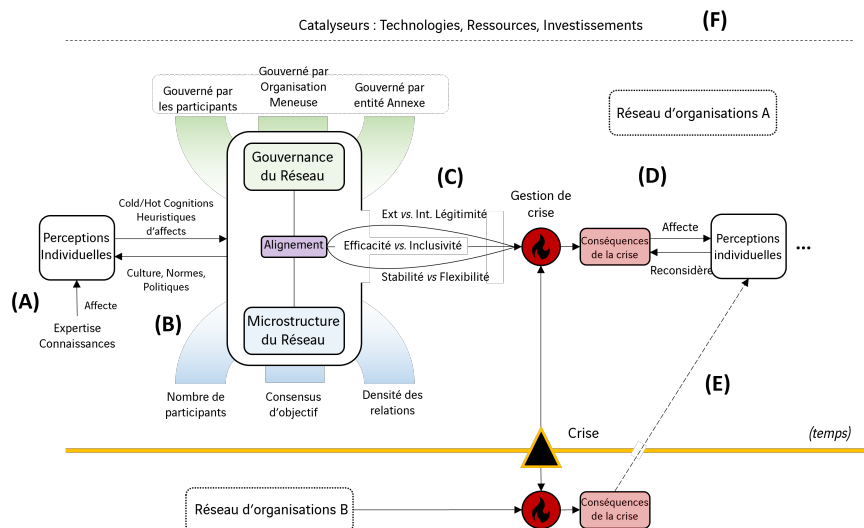 Catalyseurs : Technologies, Ressources, Investissements
(F)
Gouverné par
les participants
Gouverné par
Organisation
Meneuse
Gouverné par
entité Annexe
Réseau d'organisations A
Gouvernance
du Réseau
(C)
(D)
Cold/Hot Cognitions
Heuristiques
d'affects
Ext vs. Int. Légitimité
Gestion de
crise
Perceptions
Individuelles
Alignement
Efficacité vs. Inclusivité
Conséquences
de la crise
Affecte
Reconsidère
Perceptions
individuelles
...
Culture, Normes,
Politiques
Stabilité vs Flexibilité
(A)
Affecte
Expertise
Connaissances
(B)
Microstructure
du Réseau
(E)
Nombre de
participants
Consensus
d'objectif
Densité des
relations
Crise
(temps)
Réseau d'organisations B
Conséquences
de la crise